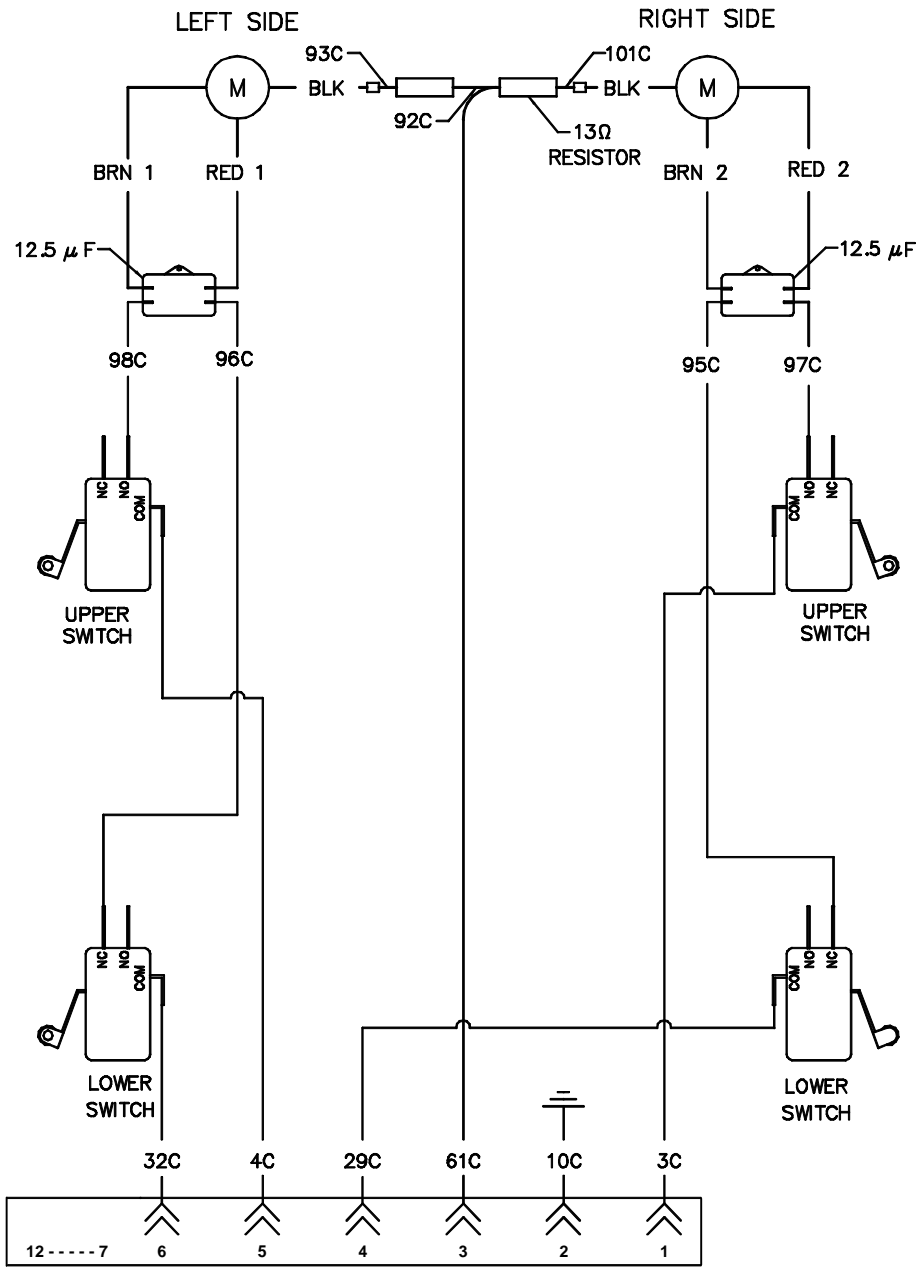 LEFT SIDE
RIGHT SIDE
93C
101C
M
BLK
BLK
M
92C
13Ω
RESISTOR
BRN 1
RED 1
BRN 2
RED 2
12.5 μF
12.5 μF
98C
96C
95C
97C
NC
NO
COM
COM
NO
NC
UPPER
SWITCH
UPPER
SWITCH
NC
NO
COM
COM
NO
NC
LOWER
SWITCH
LOWER
SWITCH
32C
4C
29C
61C
10C
3C
12 - - - - - 7
6
5
4
3
2
1